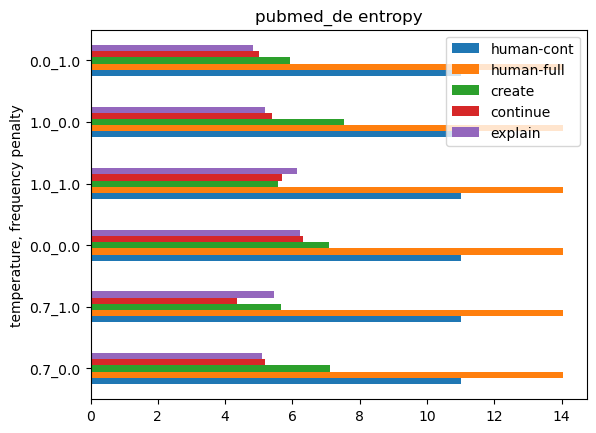 pubmed_de entropy
temperature, frequency penalty
0.0_1.0
1.0_0.0
1.0_1.0
0.0_0.0
0.7_1.0
0.7_0.0
0 2 4 6 8 10 12 14
human-cont
human-full
create
continue
explain